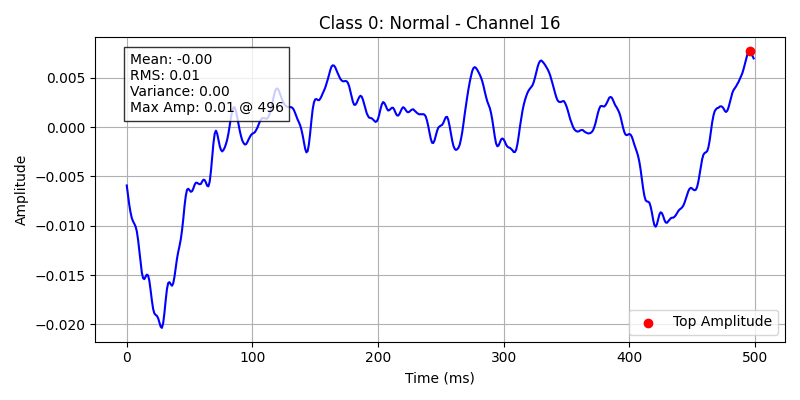 Class 0: Normal - Channel 16
Mean: -0.00
RMS: 0.01
Variance: 0.00
Max Amp: 0.01 @ 496
Amplitude
0.005
0.000
−0.005
−0.010
−0.015
−0.020
Top Amplitude
0 100 200 300 400 500
Time (ms)